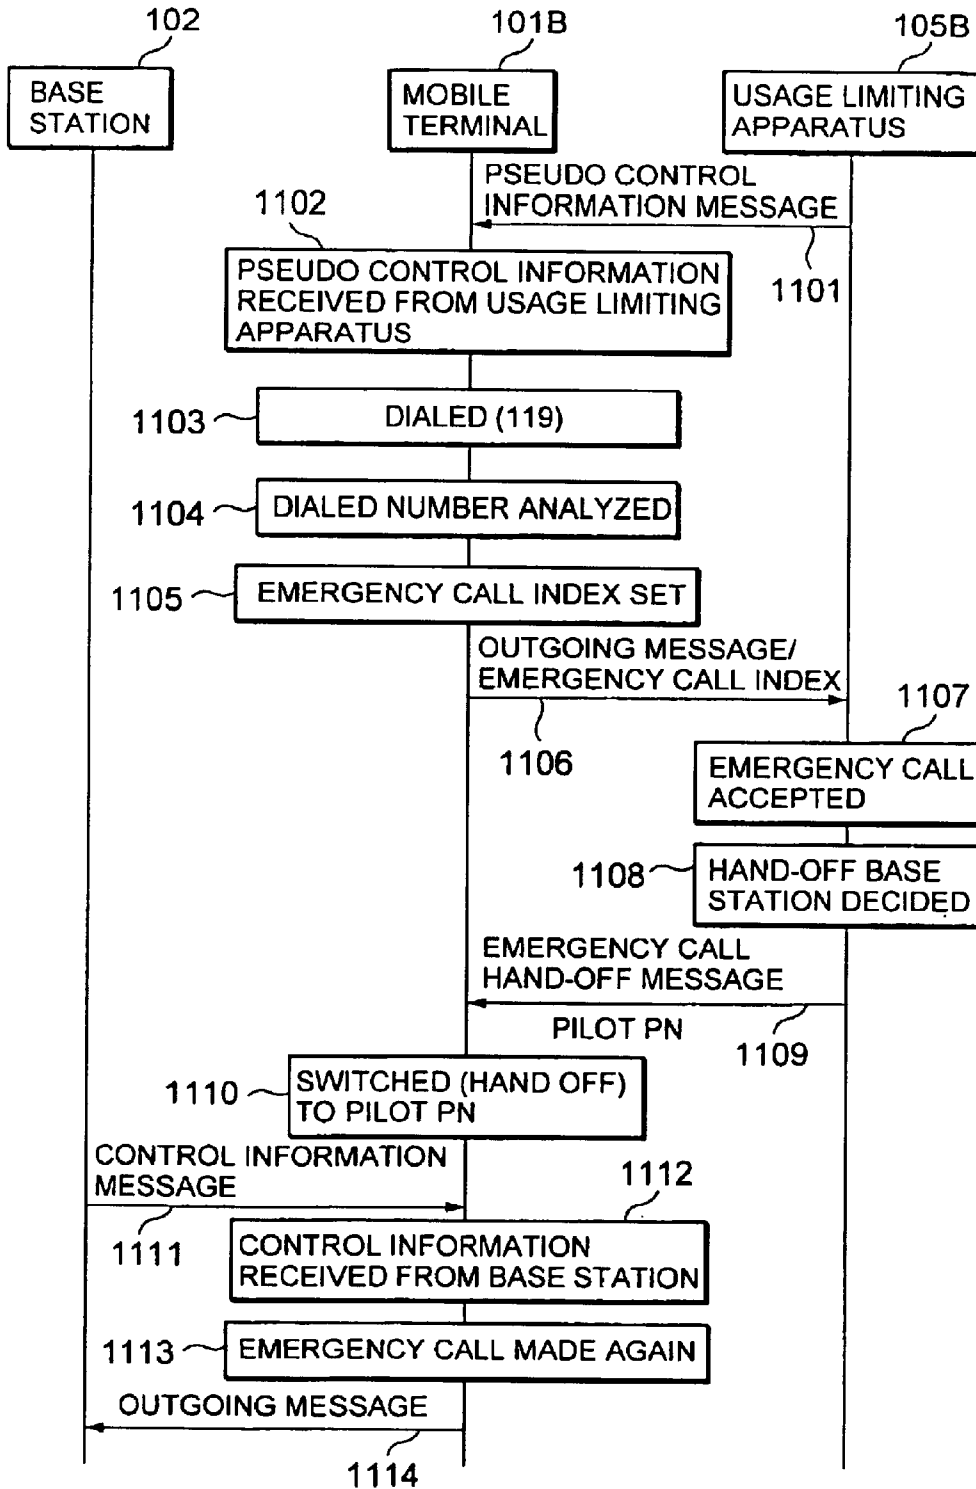 102
101B
105B
BASE
STATION
MOBILE
TERMINAL
USAGE LIMITING
APPARATUS
PSEUDO CONTROL
INFORMATION MESSAGE
1101
1102
PSEUDO CONTROL INFORMATION
RECEIVED FROM USAGE LIMITING
APPARATUS
1103
DIALED (119)
1104
DIALED NUMBER ANALYZED
1105
EMERGENCY CALL INDEX SET
OUTGOING MESSAGE/
EMERGENCY CALL INDEX
1106
1107
EMERGENCY CALL
ACCEPTED
1108
HAND-OFF BASE
STATION DECIDED
EMERGENCY CALL
HAND-OFF MESSAGE
PILOT PN
1109
1110
SWITCHED (HAND OFF)
TO PILOT PN
CONTROL INFORMATION
MESSAGE
1111
1112
CONTROL INFORMATION
RECEIVED FROM BASE STATION
1113
EMERGENCY CALL MADE AGAIN
OUTGOING MESSAGE
1114